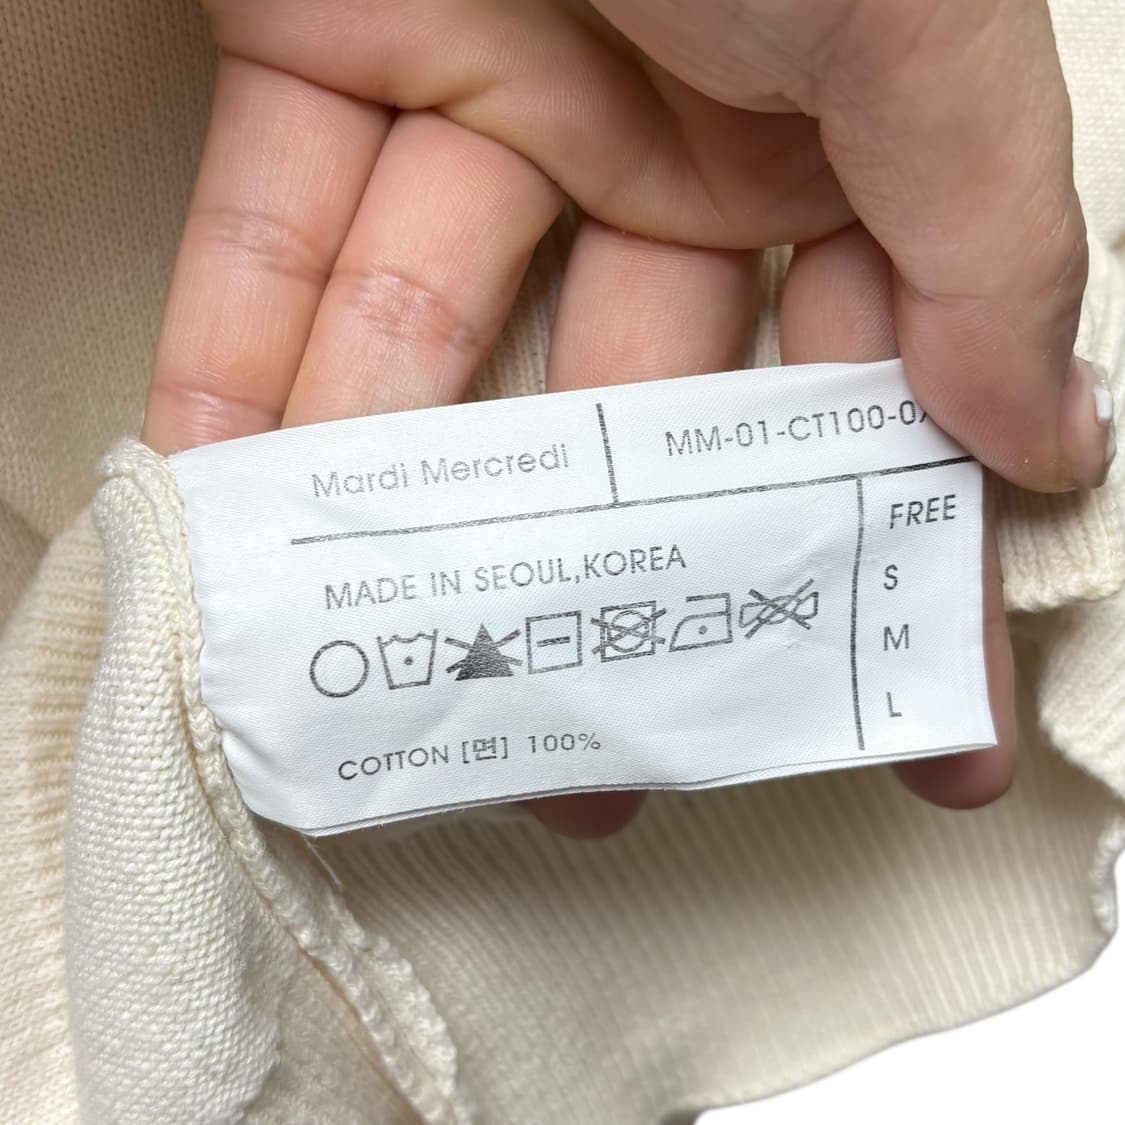 Mardi Mercredi
MM-01-CT100-0
MADE IN SEOUL,KOREA
COTTON [면] 100%
FREE
S
M
L